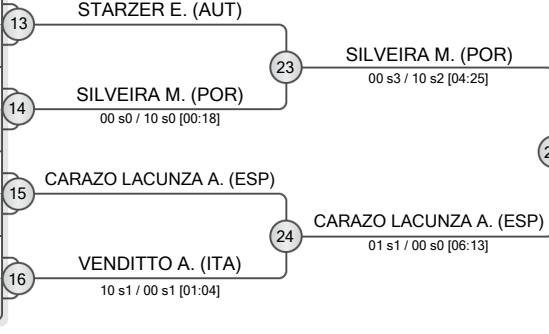 13
STARZER E. (AUT)
23
SILVEIRA M. (POR)
00 s3 / 10 s2 [04:25]
14
SILVEIRA M. (POR)
00 s0 / 10 s0 [00:18]
15
CARAZO LACUNZA A. (ESP)
24
CARAZO LACUNZA A. (ESP)
01 s1 / 00 s0 [06:13]
16
VENDITTO A. (ITA)
10 s1 / 00 s1 [01:04]